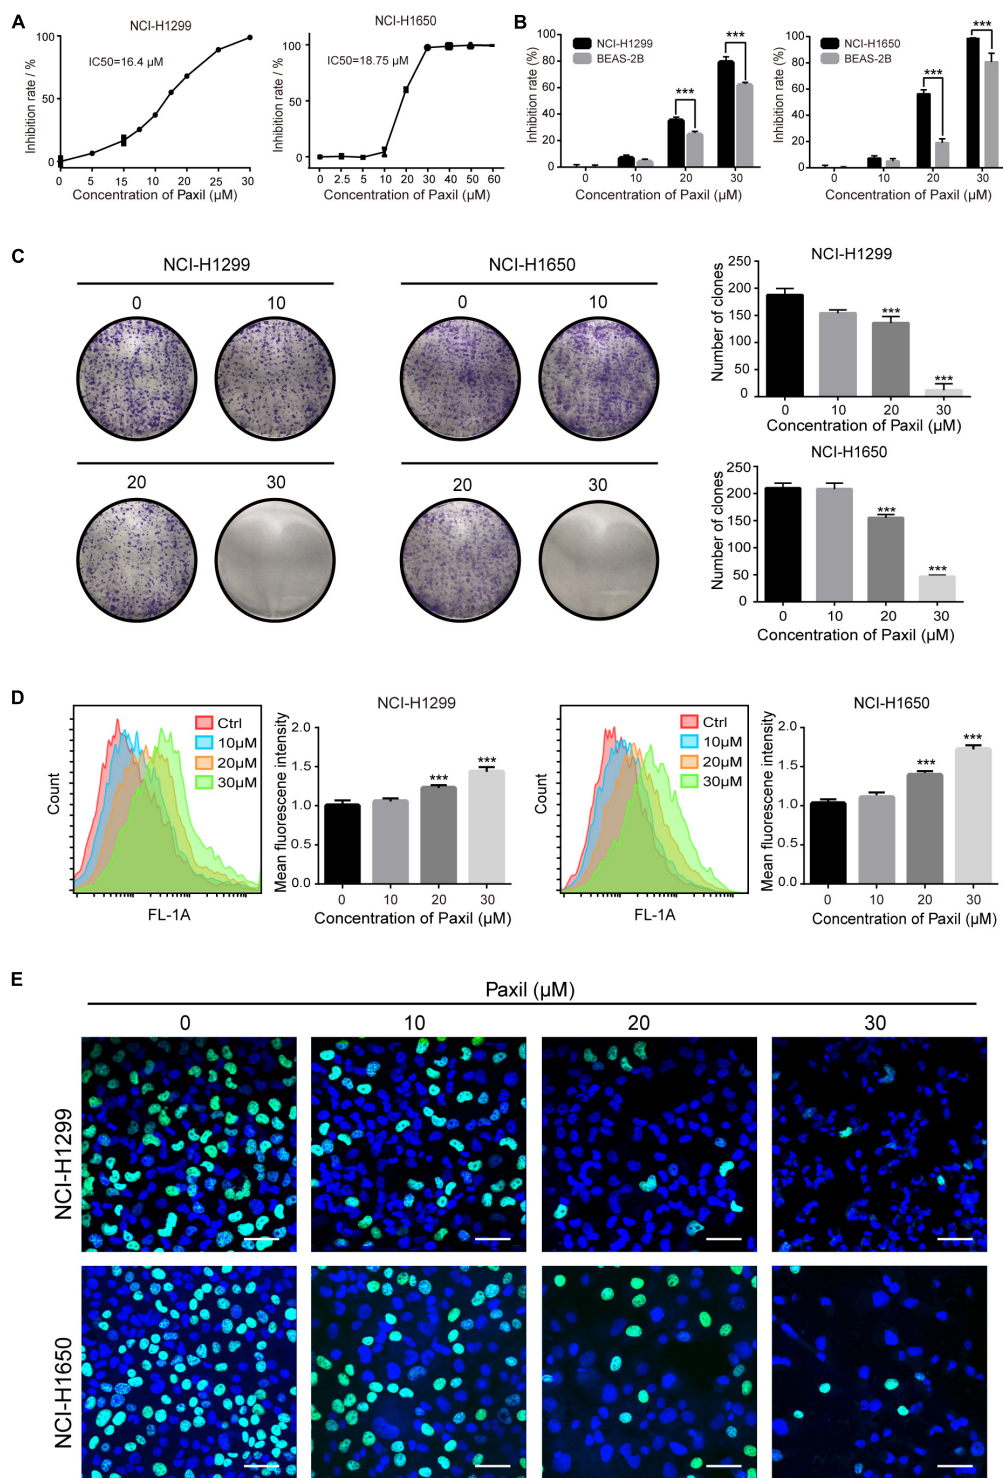 A
NCI-H1299
Inhibition rate / %
100
50
0
IC50=16.4 µM
0 5 15 10 20 25 30
Concentration of Paxil (µM)
NCI-H1650
Inhibition rate / %
100
50
0
IC50=18.75 µM
0 2.5 5 10 20 30 40 50 60
Concentration of Paxil (µM)
B
Inhibition rate (%)
100
80
60
40
20
0
NCI-H1299
BEAS-2B
***
***
0 10 20 30
Concentration of Paxil (µM)
Inhibition rate (%)
100
80
60
40
20
0
NCI-H1650
BEAS-2B
***
***
0 10 20 30
Concentration of Paxil (µM)
C
NCI-H1299
0 10
20 30
NCI-H1650
0 10
20 30
NCI-H1299
Number of clones
250
200
150
100
50
0
***
***
0 10 20 30
Concentration of Paxil (µM)
NCI-H1650
Number of clones
250
200
150
100
50
0
***
***
0 10 20 30
Concentration of Paxil (µM)
D
Count
Ctrl
10µM
20µM
30µM
FL-1A
NCI-H1299
Mean fluorescene intensity
2.0
1.5
1.0
0.5
0.0
***
***
0 10 20 30
Concentration of Paxil (µM)
Count
Ctrl
10µM
20µM
30µM
FL-1A
NCI-H1650
Mean fluorescene intensity
2.0
1.5
1.0
0.5
0.0
***
***
0 10 20 30
Concentration of Paxil (µM)
E
Paxil (µM)
0 10 20 30
NCI-H1299
NCI-H1650